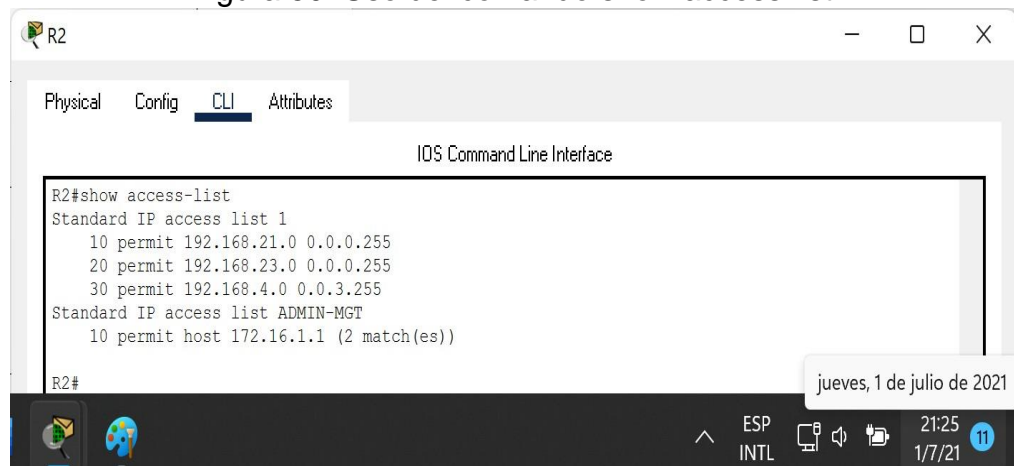 R2
Physical Config CLI Attributes
IOS Command Line Interface
R2#show access-list
Standard IP access list 1
10 permit 192.168.21.0 0.0.0.255
20 permit 192.168.23.0 0.0.0.255
30 permit 192.168.4.0 0.0.3.255
Standard IP access list ADMIN-MGT
10 permit host 172.16.1.1 (2 match(es))
R2#
jueves, 1 de julio de 2021
ESP
INTL
21:25
1/7/21
11